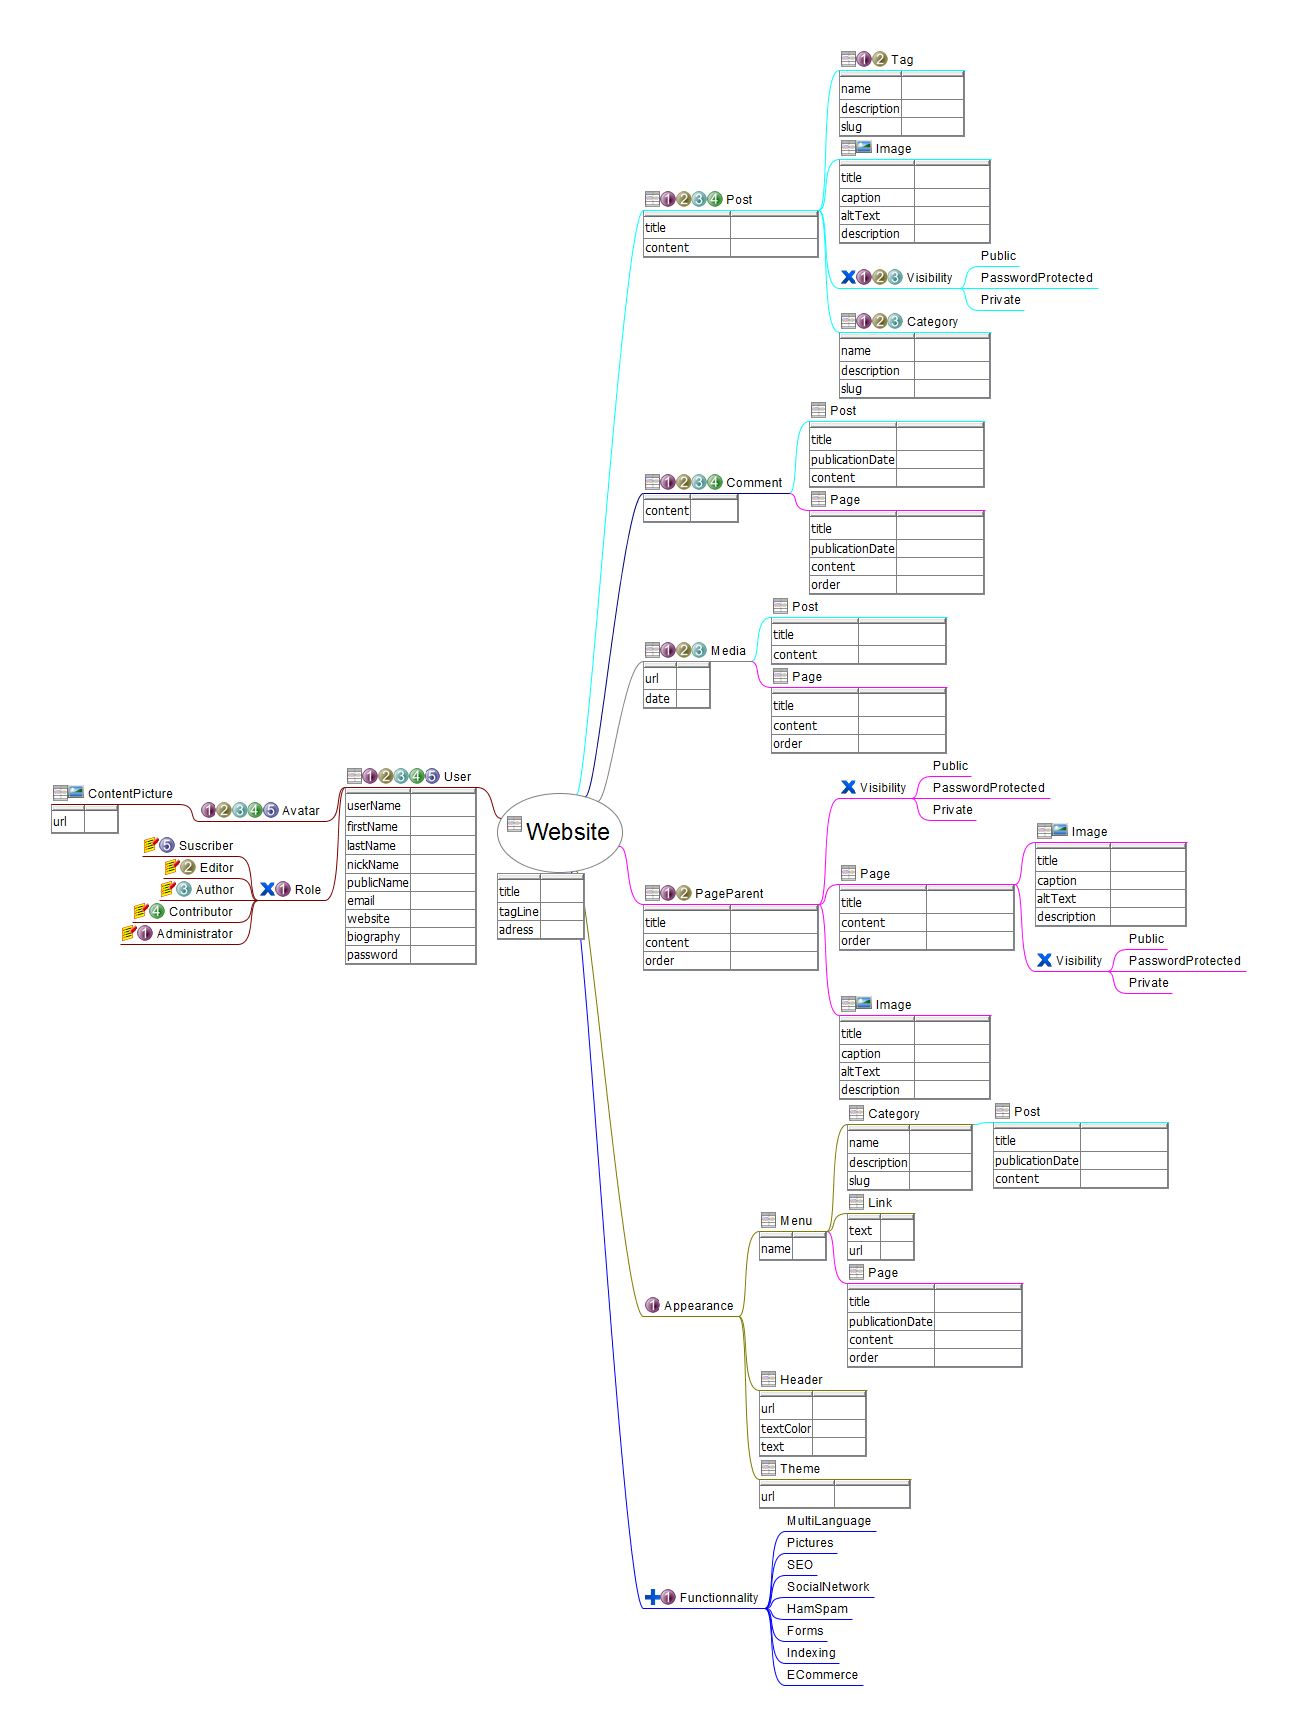 1 2 Tag
name
description
slug
Image
title
caption
altText
description
1 2 3 4 Post
title
content
Public
1 2 3 Visibility
PasswordProtected
Private
1 2 3 Category
name
description
slug
Post
title
publicationDate
content
1 2 3 4 Comment
content
Page
title
publicationDate
content
order
Post
title
content
1 2 3 Media
url
date
Page
title
content
order
1 2 3 4 5 User
userName
firstName
lastName
nickName
publicName
email
website
biography
password
ContentPicture
url
1 2 3 4 5 Avatar
5 Suscriber
2 Editor
3 Author
4 Contributor
1 Administrator
1 Role
Website
title
tagLine
adress
Public
Visibility
PasswordProtected
Private
1 2 PageParent
title
content
order
Page
title
content
order
Image
title
caption
altText
description
Public
Visibility
PasswordProtected
Private
Image
title
caption
altText
description
Category
name
description
slug
Post
title
publicationDate
content
Link
text
url
Menu
name
Page
title
publicationDate
content
order
1 Appearance
Header
url
textColor
text
Theme
url
MultiLanguage
Pictures
SEO
SocialNetwork
1 Functionnality
HamSpam
Forms
Indexing
ECommerce